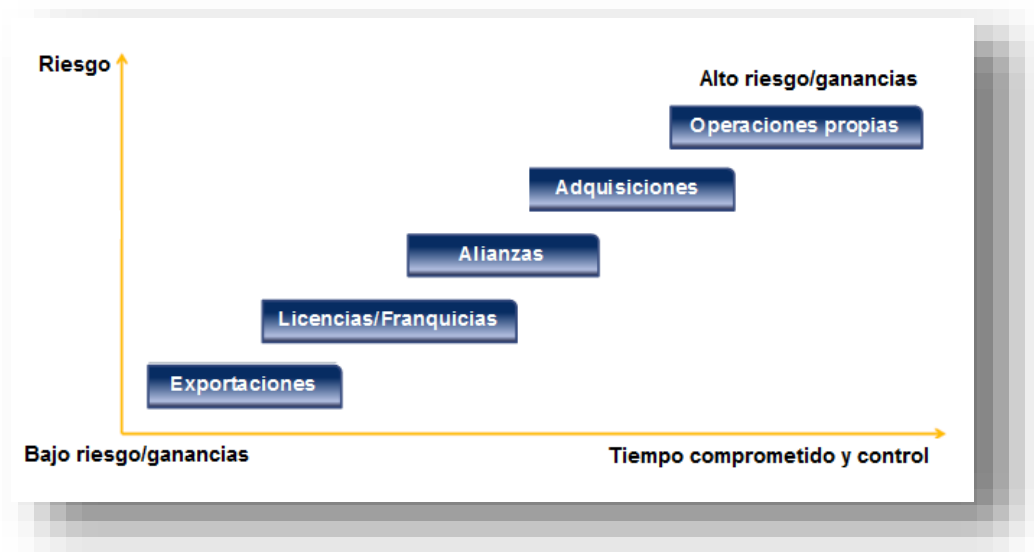 Riesgo
Alto riesgo/ganancias
Operaciones propias
Adquisiciones
Alianzas
Licencias/Franquicias
Exportaciones
Bajo riesgo/ganancias
Tiempo comprometido y control